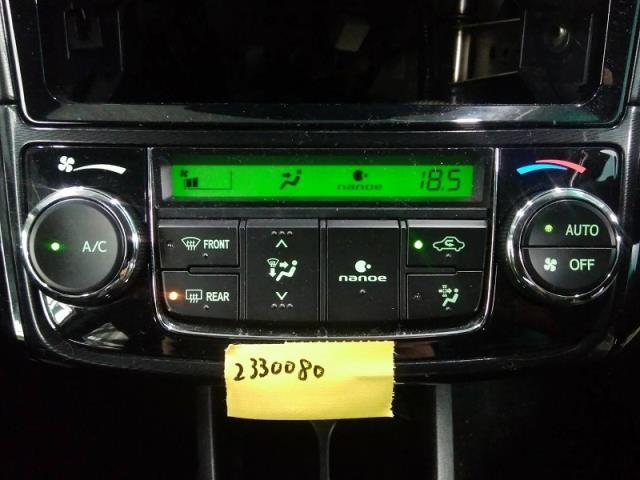 nanoe 18.5
A/C FRONT AUTO
nanoe OFF
REAR
2330080